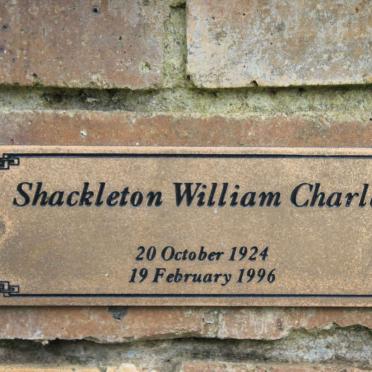 Shackleton William Charl
20 October 1924
19 February 1996